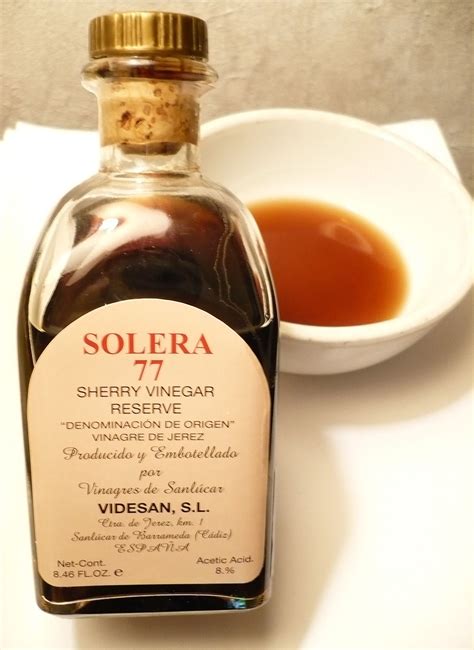 SOLERA
77
SHERRY VINEGAR
RESERVE
"DENOMINACIÓN DE ORIGEN"
VINAGRE DE JEREZ
Producido y Embotellado
por
Vinagres de Sanlúcar
VIDESAN, S.L.
Ctra. de Jerez, km. 1
Sanlúcar de Barrameda (Cádiz)
ESPAÑA
Net-Cont. Acetic Acid.
8.46 FL.OZ. e 8.%